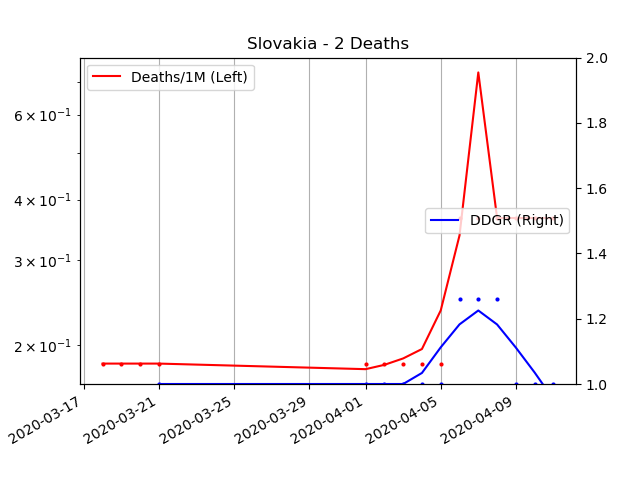 Slovakia - 2 Deaths
Deaths/1M (Left)
DDGR (Right)
6 × 10⁻¹
4 × 10⁻¹
3 × 10⁻¹
2 × 10⁻¹
2.0
1.8
1.6
1.4
1.2
1.0
2020-03-17
2020-03-21
2020-03-25
2020-03-29
2020-04-01
2020-04-05
2020-04-09